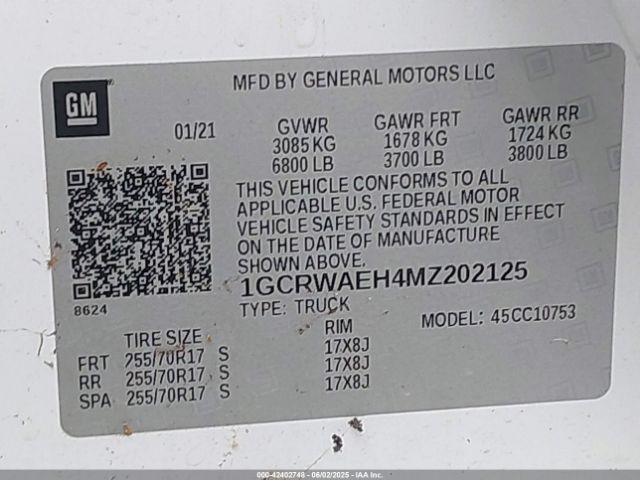 GM
MFD BY GENERAL MOTORS LLC
01/21
GVWR GAWR FRT GAWR RR
3085 KG 1678 KG 1724 KG
6800 LB 3700 LB 3800 LB
THIS VEHICLE CONFORMS TO ALL
APPLICABLE U.S. FEDERAL MOTOR
VEHICLE SAFETY STANDARDS IN EFFECT
ON THE DATE OF MANUFACTURE
SHOWN ABOVE.
1GCRWAEH4MZ202125
8624
TYPE: TRUCK MODEL: 45CC10753
TIRE SIZE RIM
FRT 255/70R17 S 17X8J
RR 255/70R17 S 17X8J
SPA 255/70R17 S 17X8J
000-42402748 - 06/02/2025 - IAAI.COM